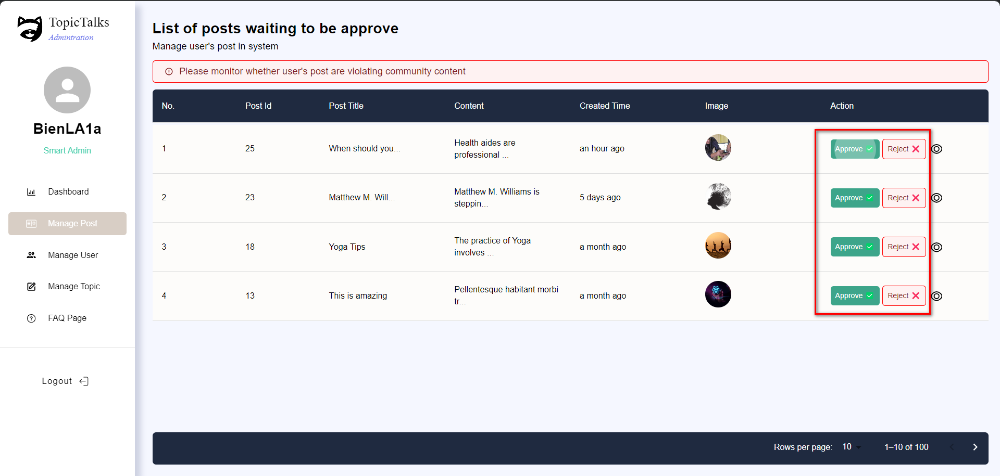 TopicTalks
Admintration
BienLA1a
Smart Admin
Dashboard
Manage Post
Manage User
Manage Topic
FAQ Page
Logout
List of posts waiting to be approve
Manage user's post in system
Please monitor whether user's post are violating community content
No. Post Id Post Title Content Created Time Image Action
1 25 When should you... Health aides are professional ... an hour ago Approve Reject
2 23 Matthew M. Will... Matthew M. Williams is steppin... 5 days ago Approve Reject
3 18 Yoga Tips The practice of Yoga involves ... a month ago Approve Reject
4 13 This is amazing Pellentesque habitant morbi tr... a month ago Approve Reject
Rows per page: 10 1–10 of 100